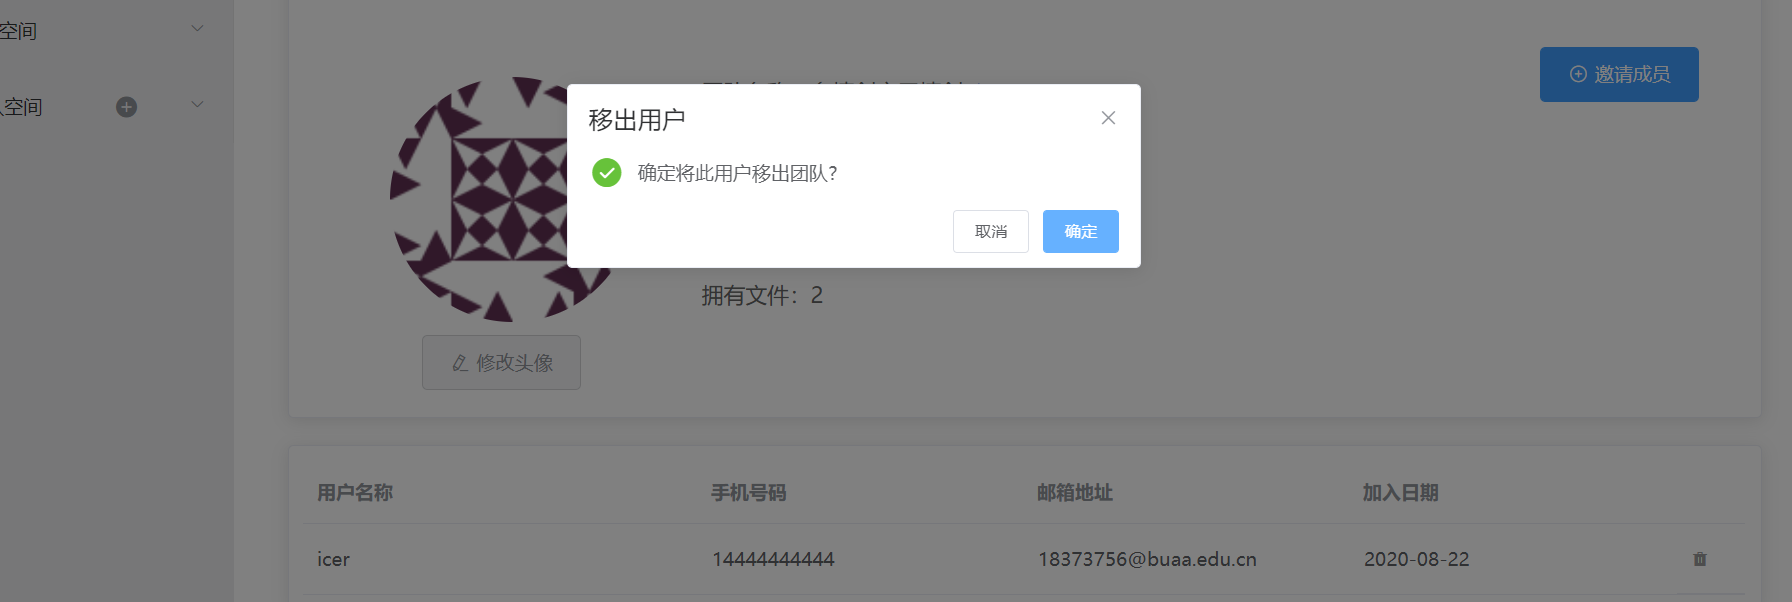 空间
邀请成员
移出用户
空间
确定将此用户移出团队?
取消
确定
拥有文件：2
修改头像
用户名称
手机号码
邮箱地址
加入日期
icer
14444444444
18373756@buaa.edu.cn
2020-08-22